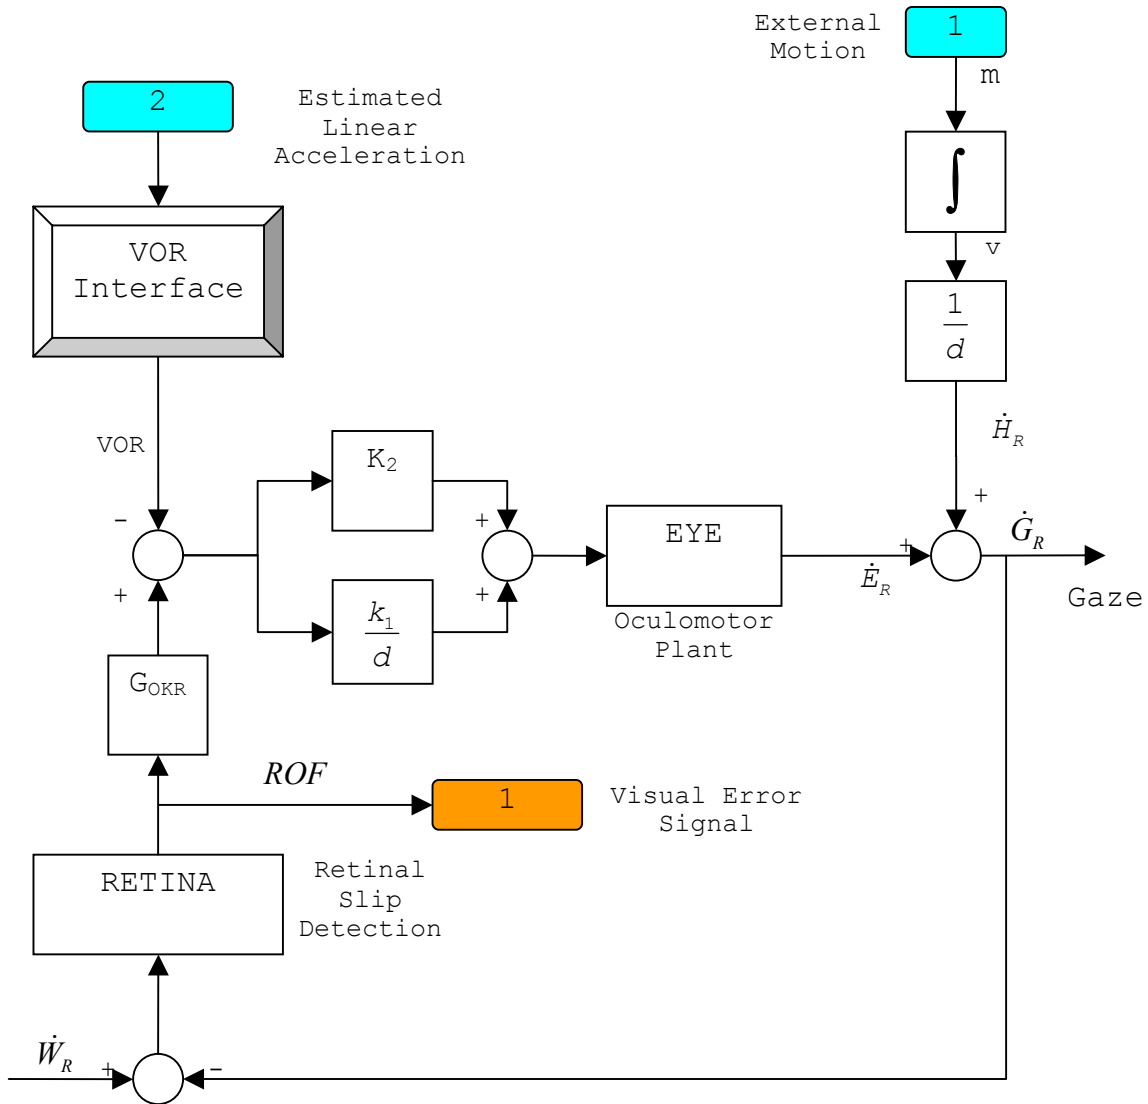 1
External
Motion
m
2
Estimated
Linear
Acceleration
∫
VOR
Interface
v
1
d
VOR
Ḣ_R
K₂
-
+
+
+
+
+
EYE
Ė_R
Ġ_R
Gaze
Oculomotor
Plant
k₁
d
G_OKR
ROF
1
Visual Error
Signal
RETINA
Retinal
Slip
Detection
Ẇ_R
+
-